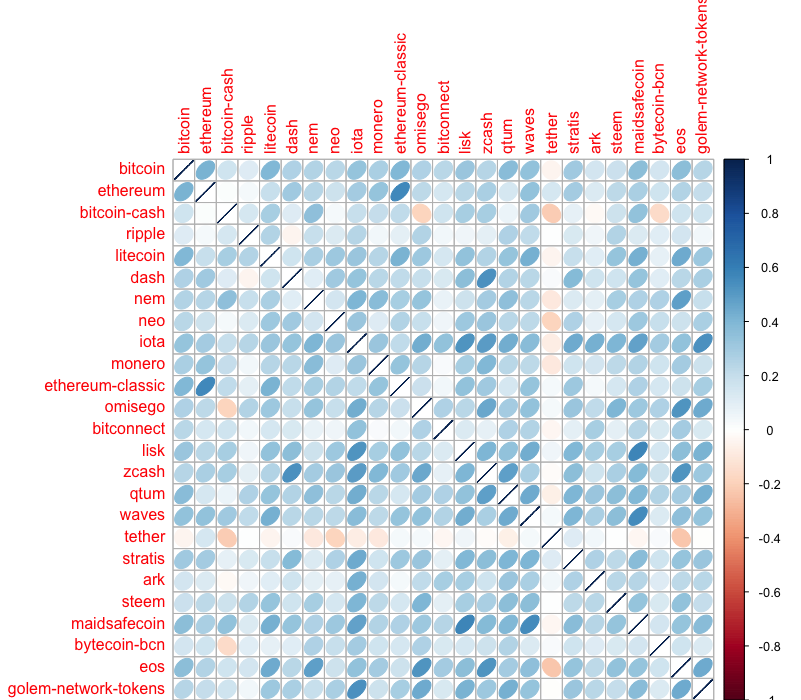 bitcoin
ethereum
bitcoin-cash
ripple
litecoin
dash
nem
neo
iota
monero
ethereum-classic
omisego
bitconnect
lisk
zcash
qtum
waves
tether
stratis
ark
steem
maidsafecoin
bytecoin-bcn
eos
golem-network-tokens
bitcoin
ethereum
bitcoin-cash
ripple
litecoin
dash
nem
neo
iota
monero
ethereum-classic
omisego
bitconnect
lisk
zcash
qtum
waves
tether
stratis
ark
steem
maidsafecoin
bytecoin-bcn
eos
golem-network-tokens
1
0.8
0.6
0.4
0.2
0
-0.2
-0.4
-0.6
-0.8
-1